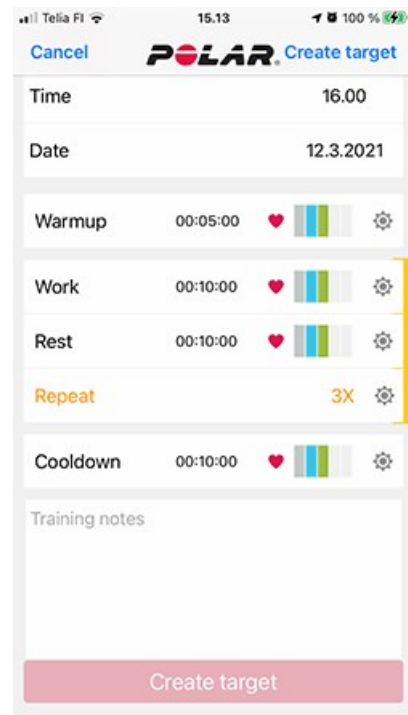 Telia FI 15.13 100 %
Cancel POLAR Create target
Time 16.00
Date 12.3.2021
Warmup 00:05:00
Work 00:10:00
Rest 00:10:00
Repeat 3X
Cooldown 00:10:00
Training notes
Create target